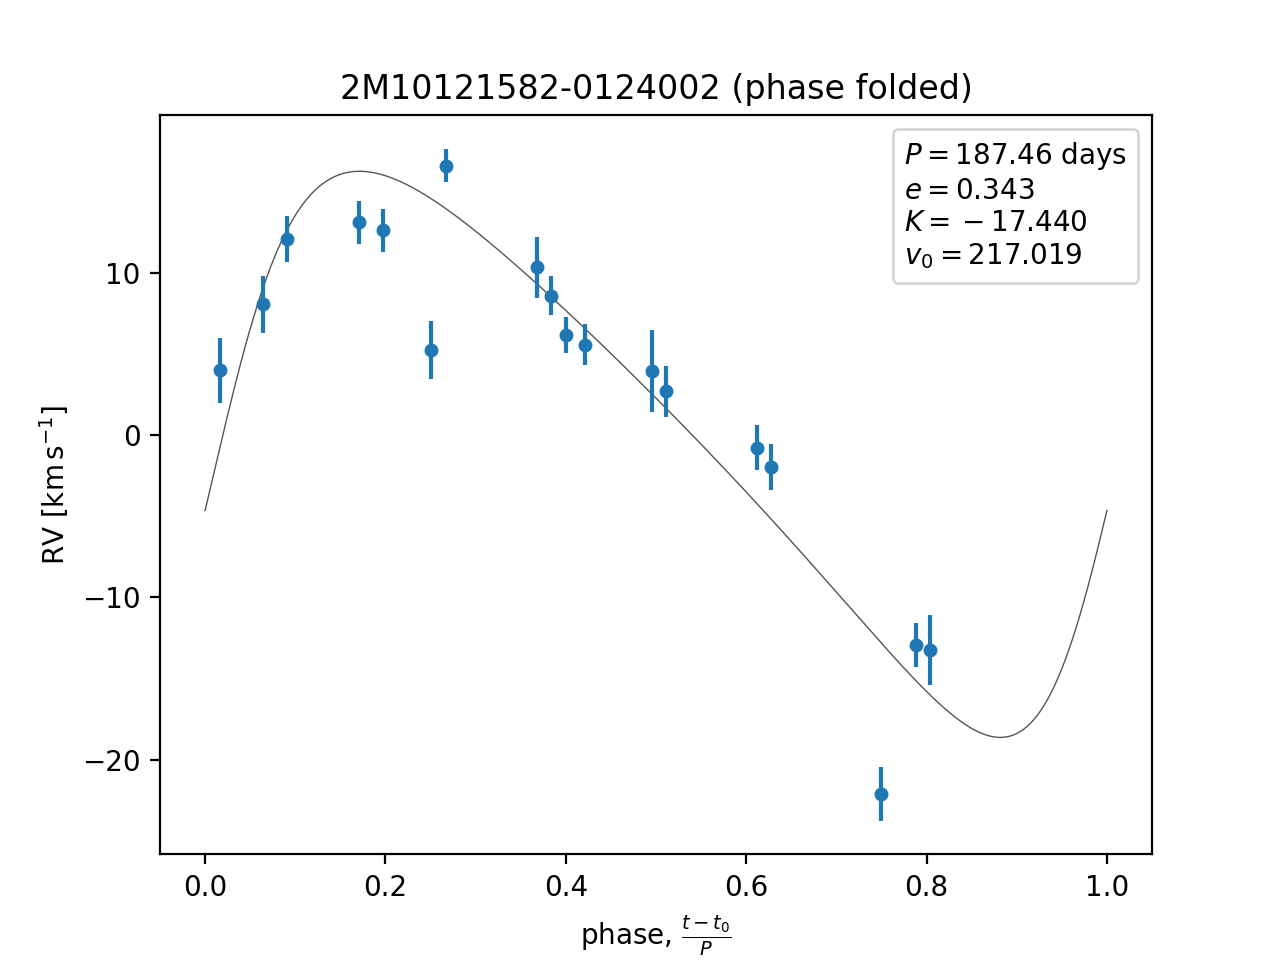 2M10121582-0124002 (phase folded)
P = 187.46 days
e = 0.343
K = −17.440
v₀ = 217.019
10
0
−10
−20
RV [km s⁻¹]
0.0 0.2 0.4 0.6 0.8 1.0
phase, (t − t₀)/P